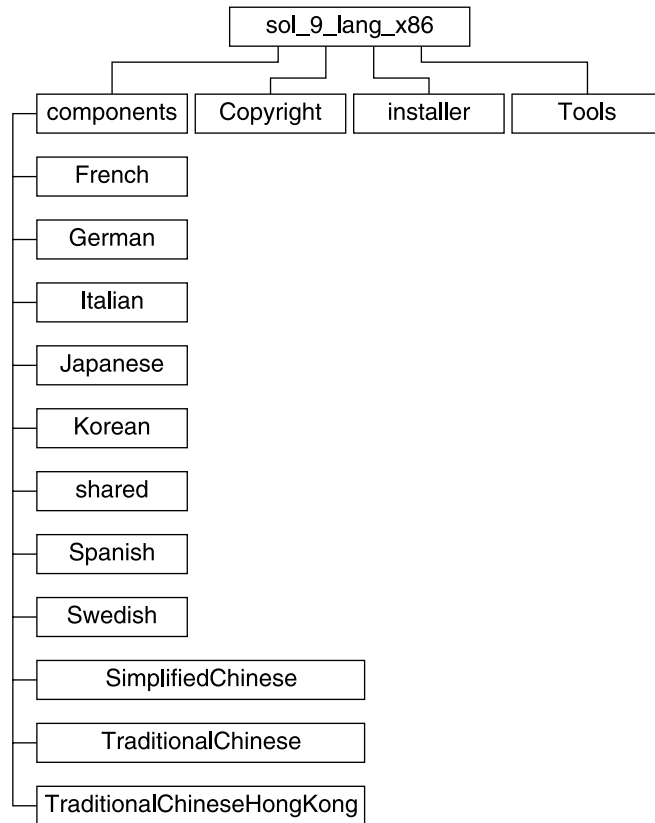 sol_9_lang_x86
components
Copyright
installer
Tools
French
German
Italian
Japanese
Korean
shared
Spanish
Swedish
SimplifiedChinese
TraditionalChinese
TraditionalChineseHongKong